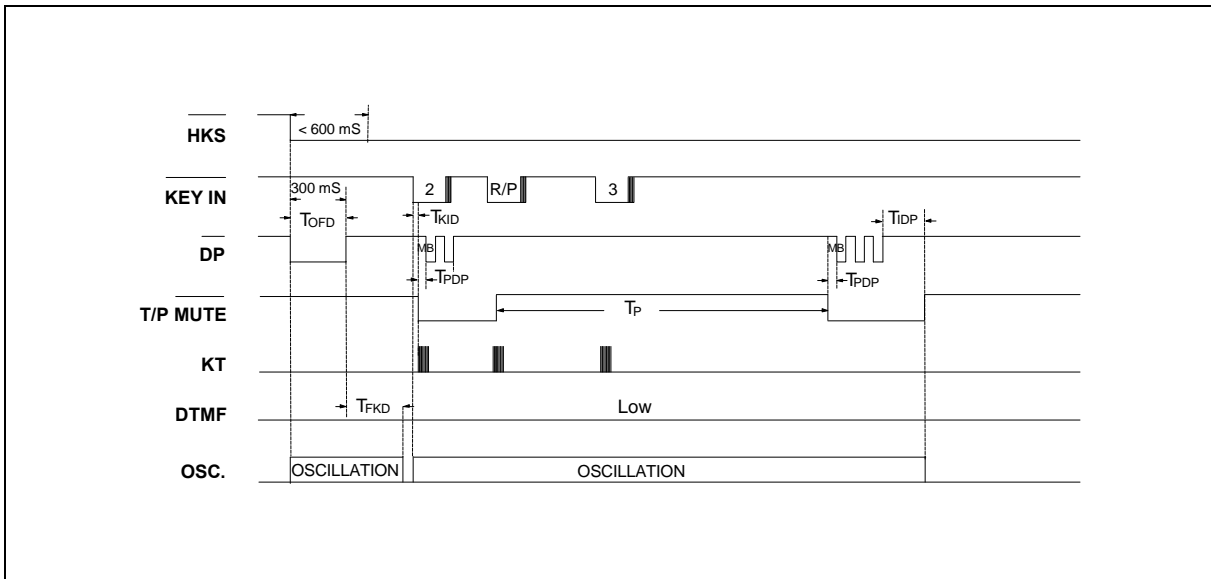 HKS
< 600 mS
KEY IN
300 mS
2
R/P
3
TOFD
TKID
TIDP
DP
MB
MB
TPDP
TPDP
T/P MUTE
TP
KT
TFKD
Low
DTMF
OSC.
OSCILLATION
OSCILLATION